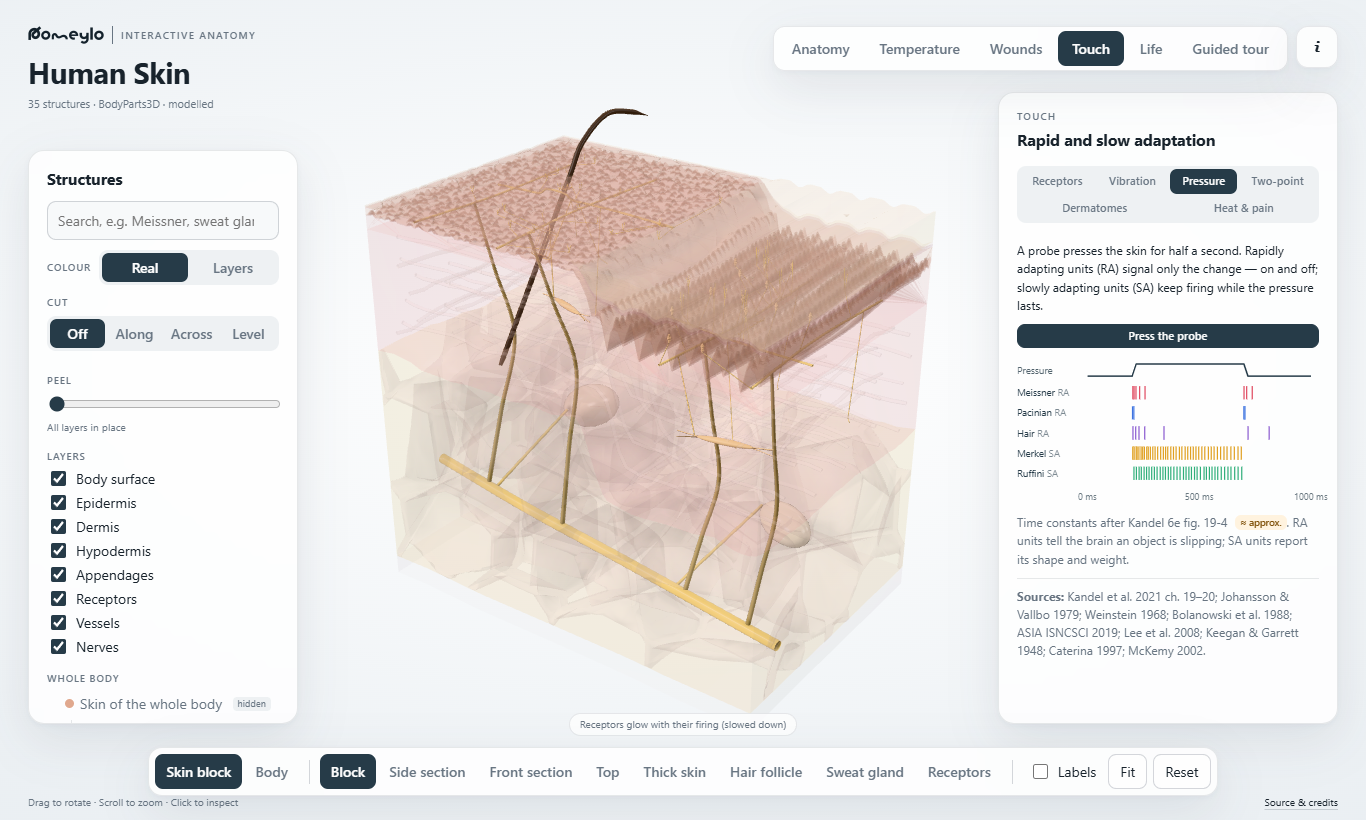 Domeylo
INTERACTIVE ANATOMY
Human Skin
35 structures · BodyParts3D · modelled
Anatomy
Temperature
Wounds
Touch
Life
Guided tour
i
Structures
Search, e.g. Meissner, sweat glar
COLOUR
Real
Layers
CUT
Off
Along
Across
Level
PEEL
All layers in place
LAYERS
Body surface
Epidermis
Dermis
Hypodermis
Appendages
Receptors
Vessels
Nerves
WHOLE BODY
Skin of the whole body hidden
TOUCH
Rapid and slow adaptation
Receptors
Vibration
Pressure
Two-point
Dermatomes
Heat & pain
A probe presses the skin for half a second. Rapidly
adapting units (RA) signal only the change — on and off;
slowly adapting units (SA) keep firing while the pressure
lasts.
Press the probe
Pressure
Meissner RA
Pacinian RA
Hair RA
Merkel SA
Ruffini SA
0 ms
500 ms
1000 ms
Time constants after Kandel 6e fig. 19-4 ≈ approx. . RA
units tell the brain an object is slipping; SA units report
its shape and weight.
Sources: Kandel et al. 2021 ch. 19–20; Johansson &
Vallbo 1979; Weinstein 1968; Bolanowski et al. 1988;
ASIA ISNCSCI 2019; Lee et al. 2008; Keegan & Garrett
1948; Caterina 1997; McKemy 2002.
Receptors glow with their firing (slowed down)
Skin block
Body
Block
Side section
Front section
Top
Thick skin
Hair follicle
Sweat gland
Receptors
Labels
Fit
Reset
Drag to rotate · Scroll to zoom · Click to inspect
Source & credits